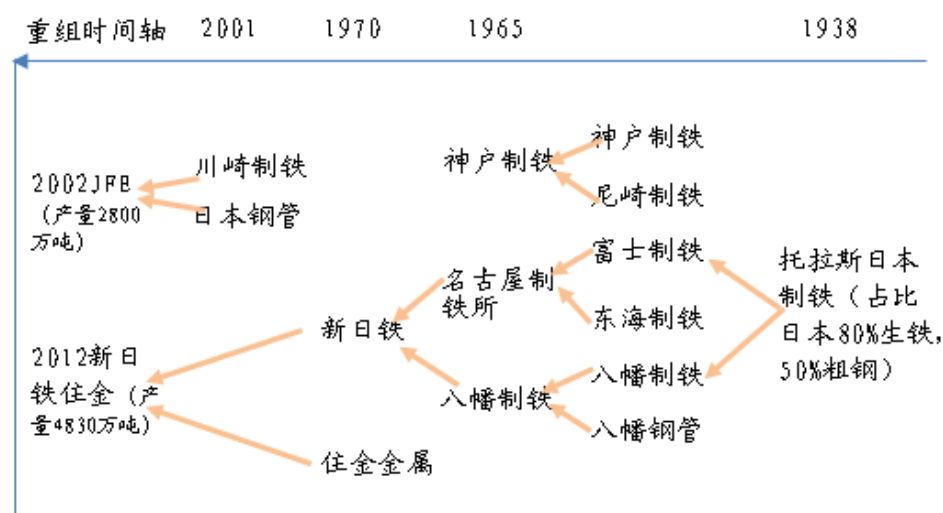 重组时间轴 2001 1970 1965 1938
神户制铁
神户制铁
川崎制铁
2002JFE
(产量2800
万吨)
日本钢管
尼崎制铁
富士制铁
托拉斯日本
制铁（占比
日本80%生铁,
50%粗钢）
名古屋制
铁所
东海制铁
新日铁
2012新日
铁住金（产
量4830万吨)
八幡制铁
八幡制铁
八幡钢管
住金金属